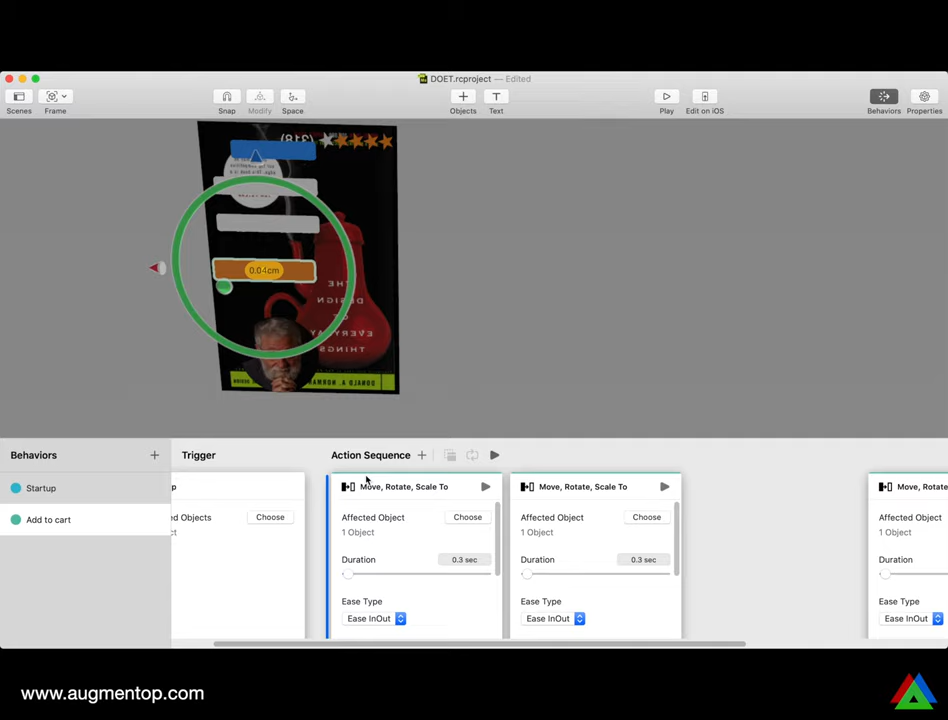 DOET.rcproject — Edited
Scenes
Frame
Snap
Modify
Space
Objects
Text
Play
Edit on iOS
Behaviors
Properties
(318)
0.04cm
THE
DESIGN
OF
EVERYDAY
THINGS
DONALD A. NORMAN
Behaviors
Trigger
Action Sequence
Startup
Add to cart
p
ed Objects
Choose
ct
Move, Rotate, Scale To
Affected Object
Choose
1 Object
Duration
0.3 sec
Ease Type
Ease InOut
Move, Rotate, Scale To
Affected Object
Choose
1 Object
Duration
0.3 sec
Ease Type
Ease InOut
Move, Rotate
Affected Object
1 Object
Duration
Ease Type
Ease InOut
www.augmentop.com